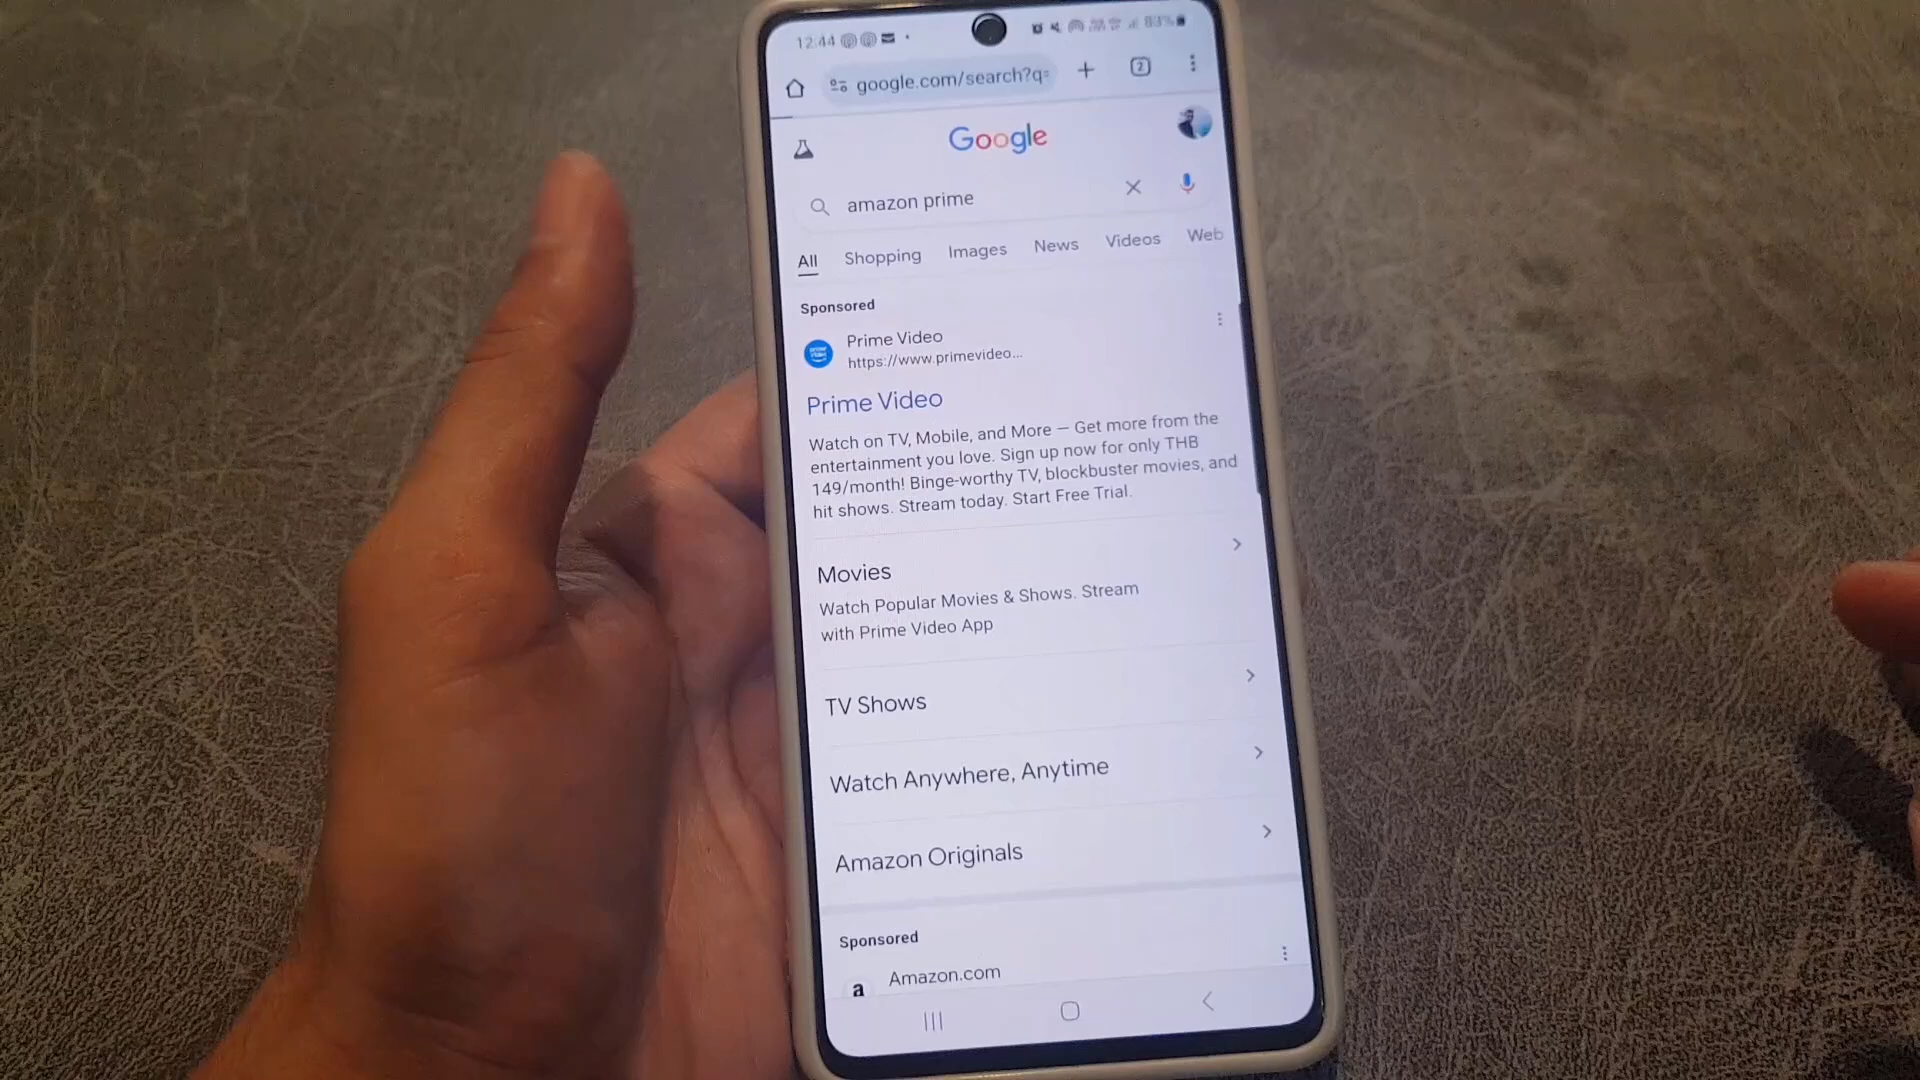 12:44
83%
google.com/search?q=
2
Google
amazon prime
All Shopping Images News Videos Web
Sponsored
Prime Video
https://www.primevideo...
Prime Video
Watch on TV, Mobile, and More — Get more from the
entertainment you love. Sign up now for only THB
149/month! Binge-worthy TV, blockbuster movies, and
hit shows. Stream today. Start Free Trial.
Movies
Watch Popular Movies & Shows. Stream
with Prime Video App
TV Shows
Watch Anywhere, Anytime
Amazon Originals
Sponsored
a
Amazon.com